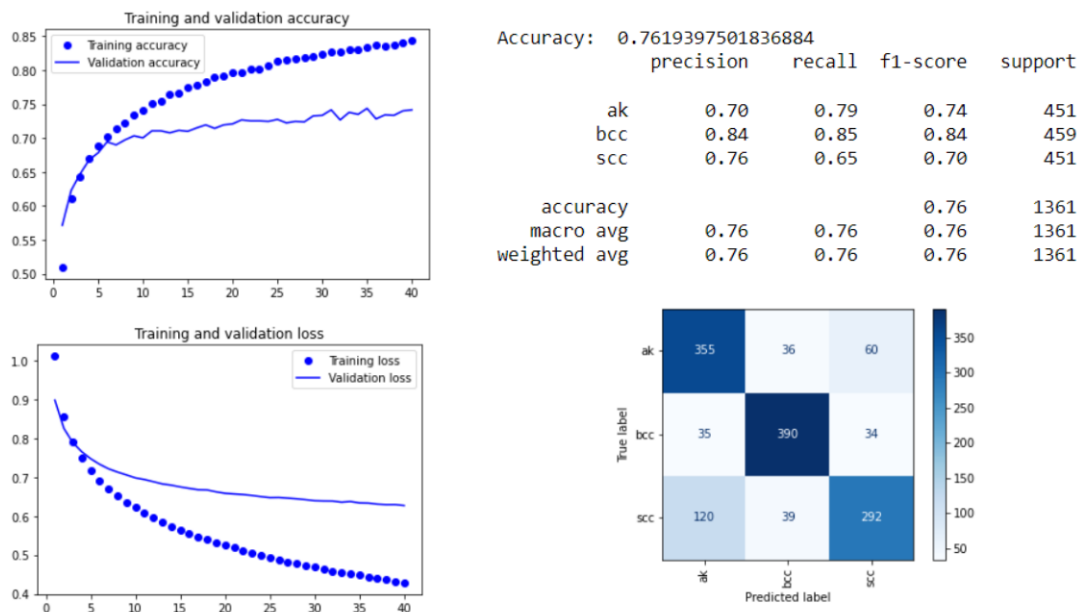 Training and validation accuracy
0.85
0.80
0.75
0.70
0.65
0.60
0.55
0.50
Training accuracy
Validation accuracy
0 5 10 15 20 25 30 35 40
Training and validation loss
1.0
0.9
0.8
0.7
0.6
0.5
0.4
Training loss
Validation loss
0 5 10 15 20 25 30 35 40
Accuracy: 0.7619397501836884
precision recall f1-score support
ak 0.70 0.79 0.74 451
bcc 0.84 0.85 0.84 459
scc 0.76 0.65 0.70 451
accuracy 0.76 1361
macro avg 0.76 0.76 0.76 1361
weighted avg 0.76 0.76 0.76 1361
True label
ak 355 36 60
bcc 35 390 34
scc 120 39 292
ak bcc scc
Predicted label
350
300
250
200
150
100
50